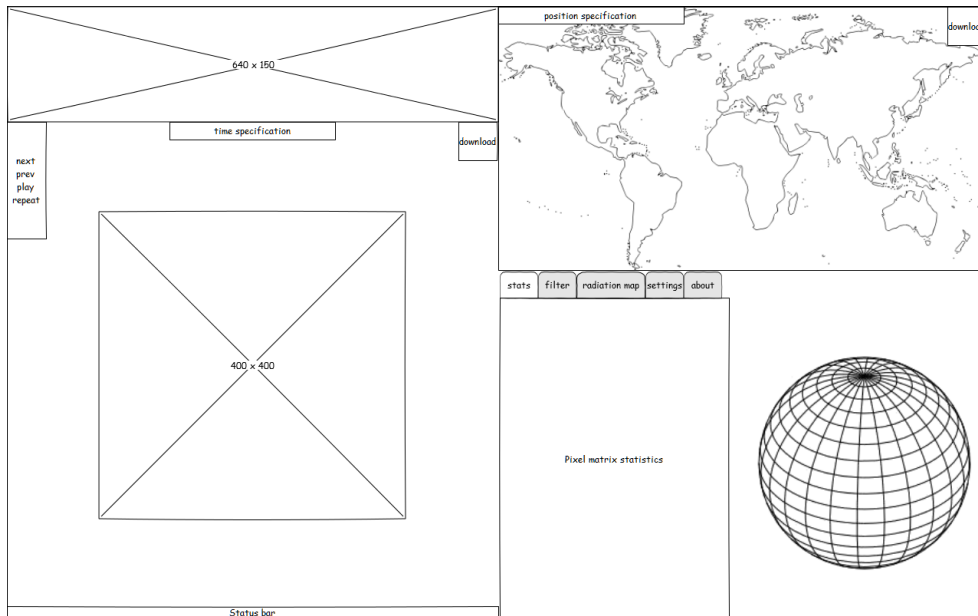 640 x 150
position specification
download
time specification
download
next
prev
play
repeat
400 x 400
stats
filter
radiation map
settings
about
Pixel matrix statistics
Status bar